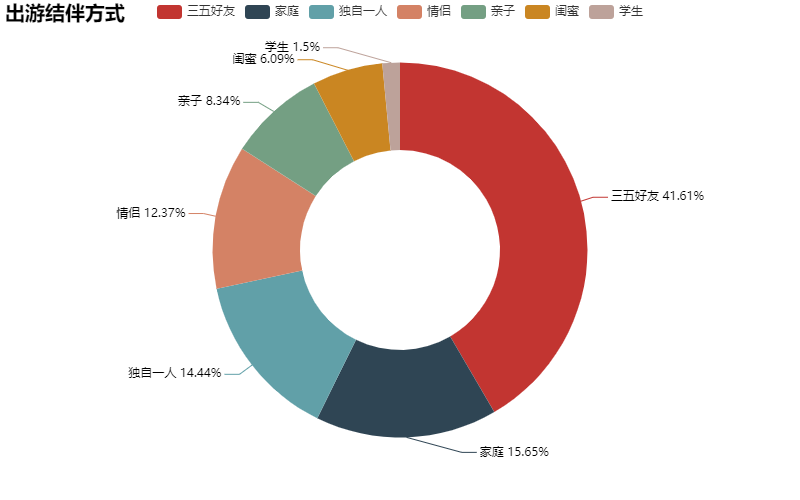 出游结伴方式
三五好友 家庭 独自一人 情侣 亲子 闺蜜 学生
学生 1.5%
闺蜜 6.09%
亲子 8.34%
三五好友 41.61%
情侣 12.37%
独自一人 14.44%
家庭 15.65%